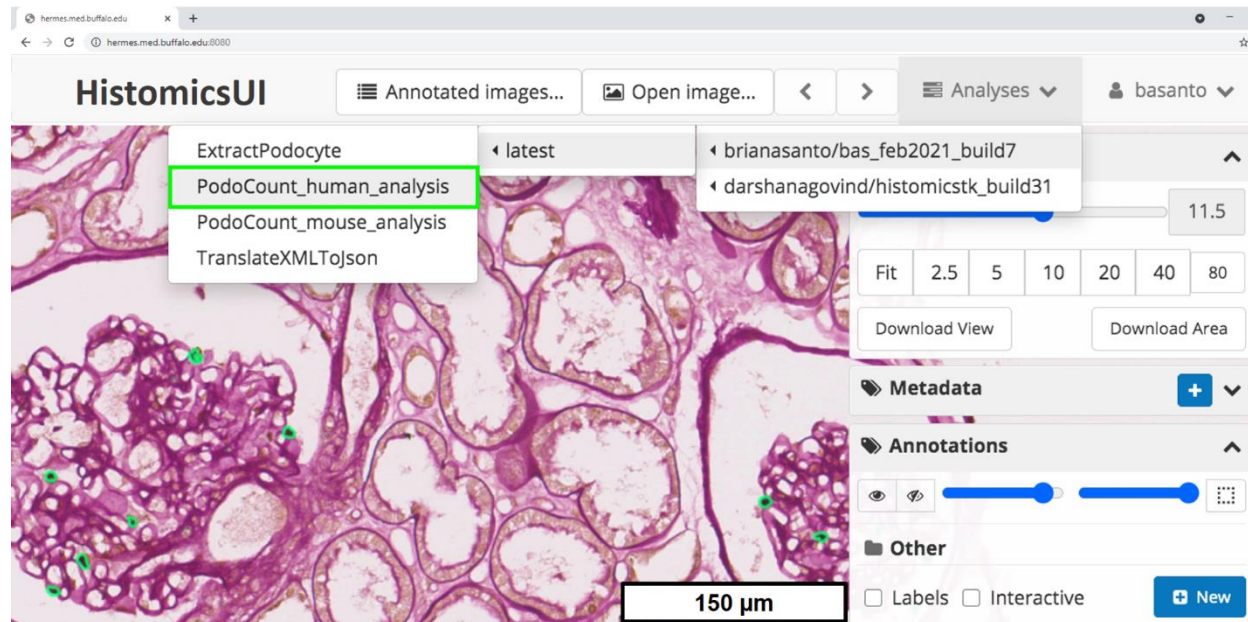 hermes.med.buffalo.edu
hermes.med.buffalo.edu:8080
HistomicsUI
Annotated images...
Open image...
Analyses
basanto
ExtractPodocyte
PodoCount_human_analysis
PodoCount_mouse_analysis
TranslateXMLToJson
latest
brianasanto/bas_feb2021_build7
darshanagovind/histomicstk_build31
11.5
Fit 2.5 5 10 20 40 80
Download View Download Area
Metadata
Annotations
Other
Labels Interactive New
150 µm